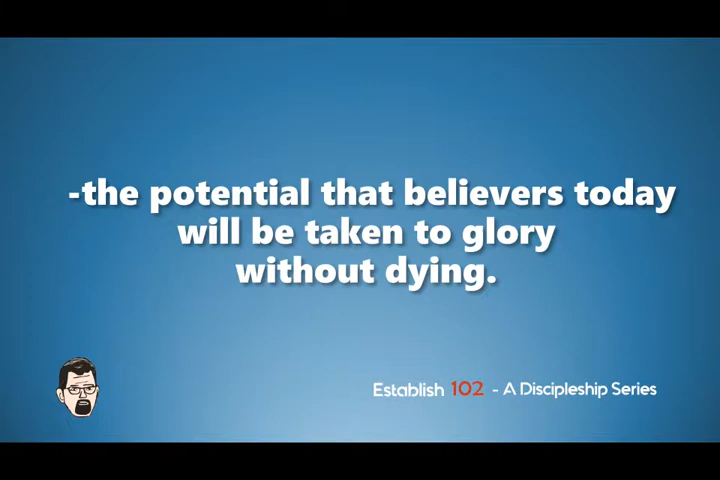 -the potential that believers today
will be taken to glory
without dying.
Establish 102 - A Discipleship Series